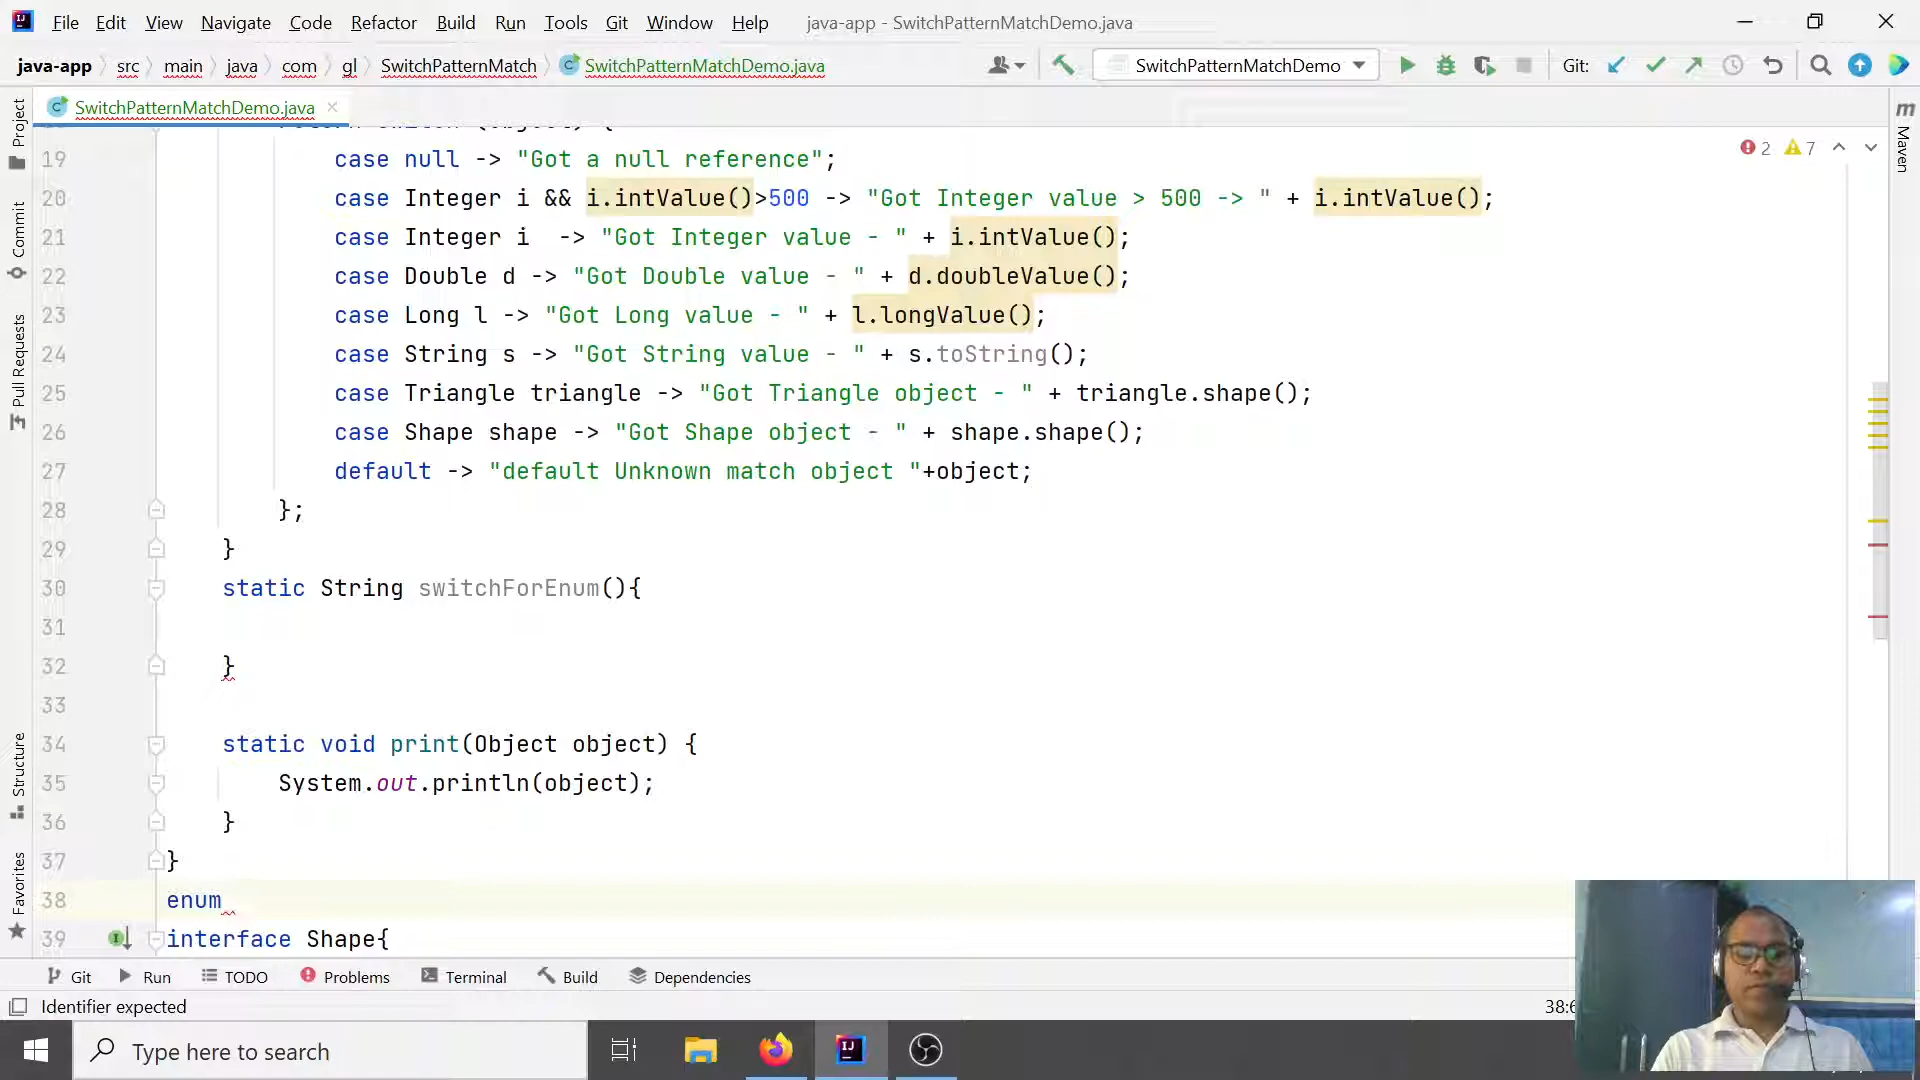 File Edit View Navigate Code Refactor Build Run Tools Git Window Help java-app - SwitchPatternMatchDemo.java
java-app src main java com gl SwitchPatternMatch SwitchPatternMatchDemo.java SwitchPatternMatchDemo Git:
SwitchPatternMatchDemo.java
Project
Commit
Pull Requests
Structure
Favorites
m
Maven
2 7
19 case null -> "Got a null reference";
20 case Integer i && i.intValue()>500 -> "Got Integer value > 500 -> " + i.intValue();
21 case Integer i  -> "Got Integer value - " + i.intValue();
22 case Double d -> "Got Double value - " + d.doubleValue();
23 case Long l -> "Got Long value - " + l.longValue();
24 case String s -> "Got String value - " + s.toString();
25 case Triangle triangle -> "Got Triangle object - " + triangle.shape();
26 case Shape shape -> "Got Shape object - " + shape.shape();
27 default -> "default Unknown match object "+object;
28 };
29 }
30 static String switchForEnum(){
31
32 }
33
34 static void print(Object object) {
35 System.out.println(object);
36 }
37 }
38 enum
39 interface Shape{
Git Run TODO Problems Terminal Build Dependencies
Identifier expected 38:6
Type here to search